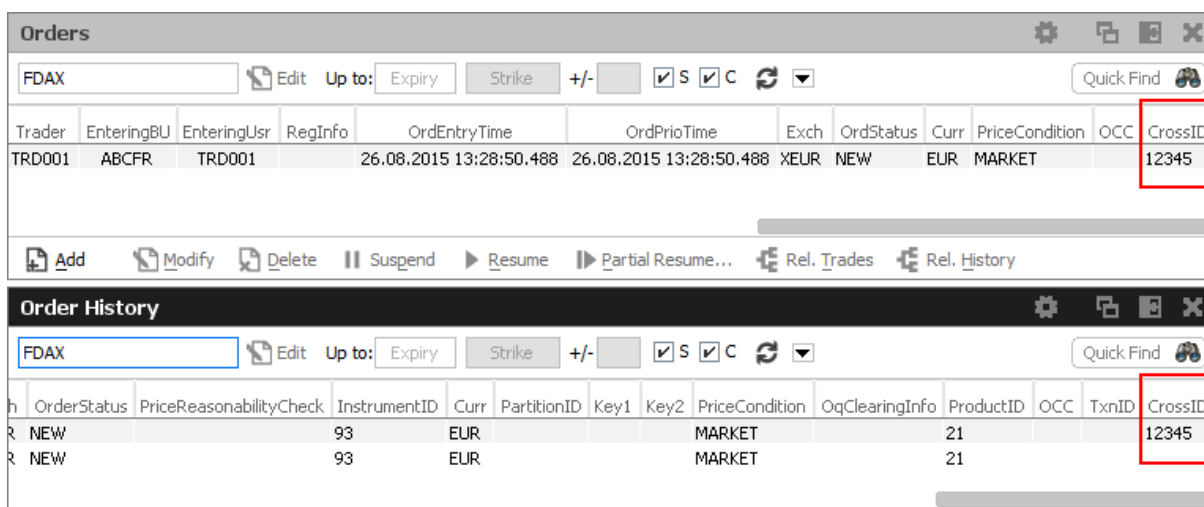 Orders
FDAX Edit Up to: Expiry Strike +/- S C Quick Find
Trader EnteringBU EnteringUsr RegInfo OrdEntryTime OrdPrioTime Exch OrdStatus Curr PriceCondition OCC CrossID
TRD001 ABCFR TRD001 26.08.2015 13:28:50.488 26.08.2015 13:28:50.488 XEUR NEW EUR MARKET 12345
Add Modify Delete Suspend Resume Partial Resume... Rel. Trades Rel. History
Order History
FDAX Edit Up to: Expiry Strike +/- S C Quick Find
h OrderStatus PriceReasonabilityCheck InstrumentID Curr PartitionID Key1 Key2 PriceCondition OqClearingInfo ProductID OCC TxnID CrossID
R NEW 93 EUR MARKET 21 12345
R NEW 93 EUR MARKET 21